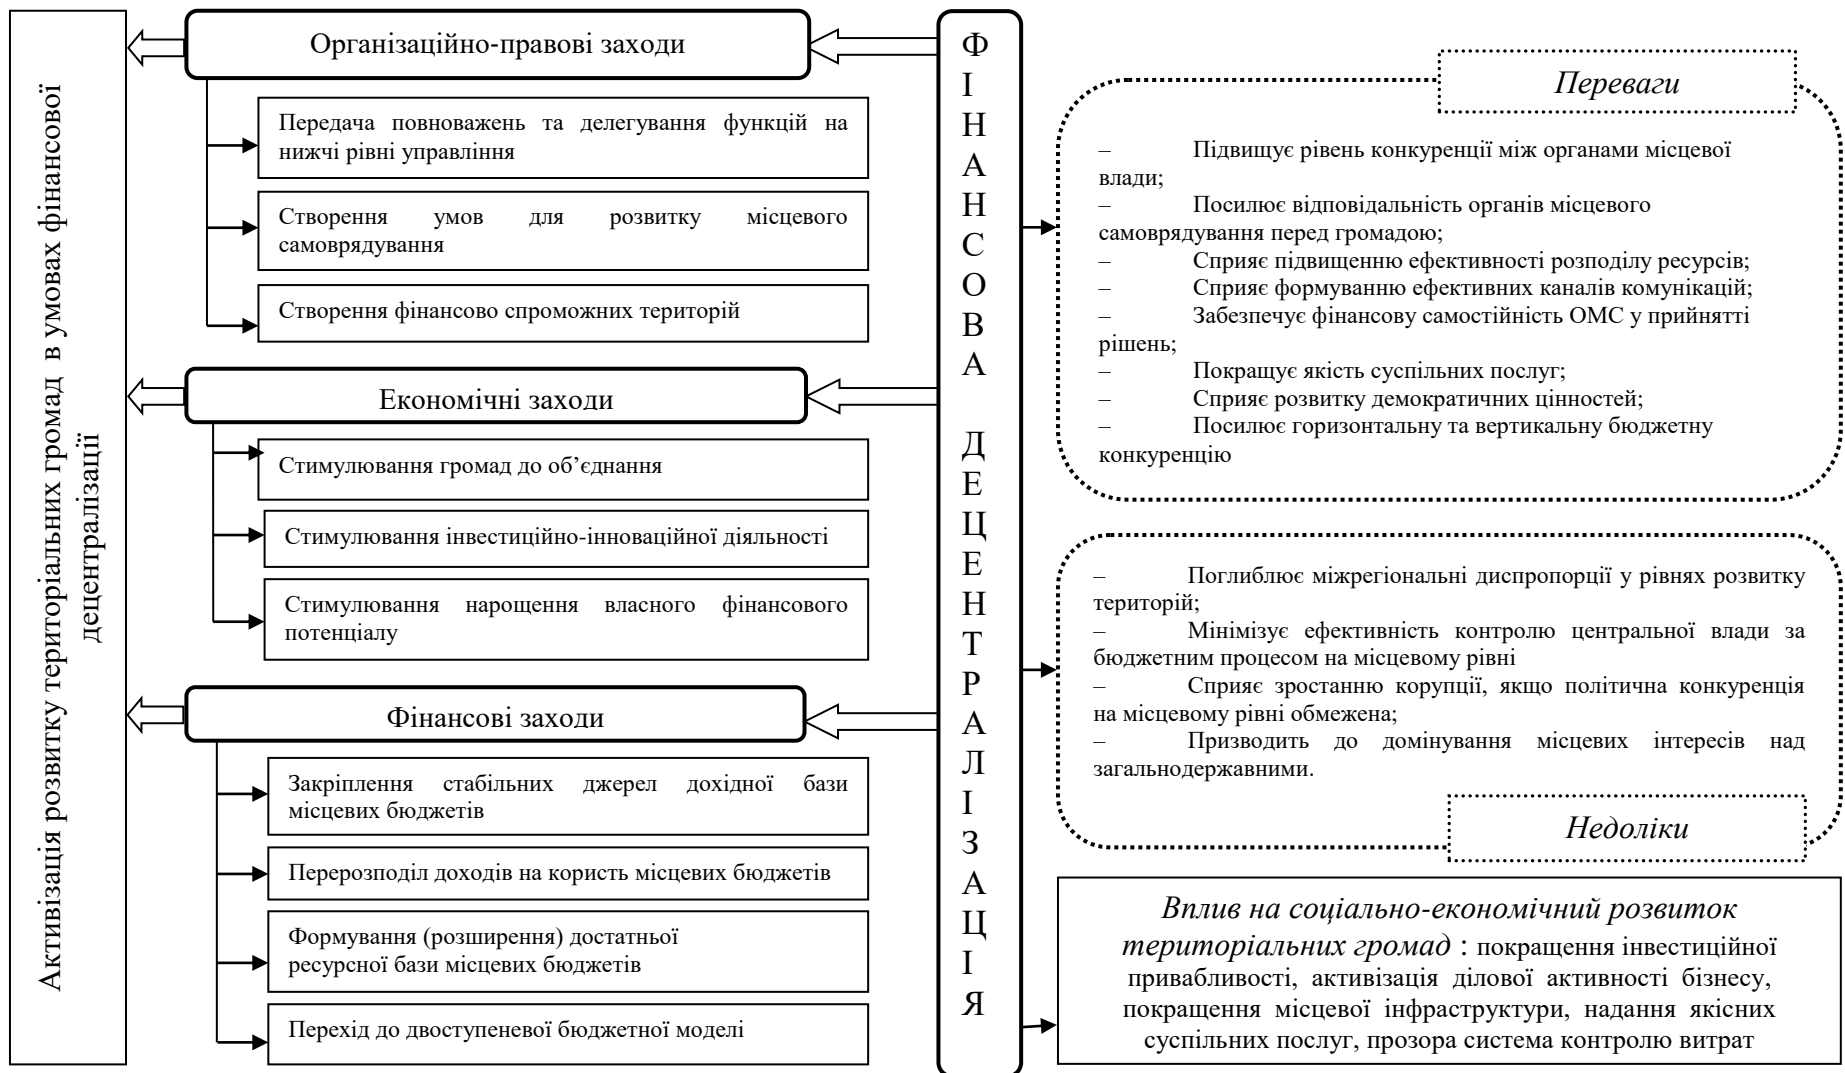 Активізація розвитку територіальних громад в умовах фінансової
децентралізації
Організаційно-правові заходи
Передача повноважень та делегування функцій на
нижчі рівні управління
Створення умов для розвитку місцевого
самоврядування
Створення фінансово спроможних територій
Економічні заходи
Стимулювання громад до об’єднання
Стимулювання інвестиційно-інноваційної діяльності
Стимулювання нарощення власного фінансового
потенціалу
Фінансові заходи
Закріплення стабільних джерел дохідної бази
місцевих бюджетів
Перерозподіл доходів на користь місцевих бюджетів
Формування (розширення) достатньої
ресурсної бази місцевих бюджетів
Перехід до двоступеневої бюджетної моделі
ФІНАНСОВА ДЕЦЕНТРАЛІЗАЦІЯ
Переваги
– Підвищує рівень конкуренції між органами місцевої
влади;
– Посилює відповідальність органів місцевого
самоврядування перед громадою;
– Сприяє підвищенню ефективності розподілу ресурсів;
– Сприяє формуванню ефективних каналів комунікацій;
– Забезпечує фінансову самостійність ОМС у прийнятті
рішень;
– Покращує якість суспільних послуг;
– Сприяє розвитку демократичних цінностей;
– Посилює горизонтальну та вертикальну бюджетну
конкуренцію
– Поглиблює міжрегіональні диспропорції у рівнях розвитку
територій;
– Мінімізує ефективність контролю центральної влади за
бюджетним процесом на місцевому рівні
– Сприяє зростанню корупції, якщо політична конкуренція
на місцевому рівні обмежена;
– Призводить до домінування місцевих інтересів над
загальнодержавними.
Недоліки
Вплив на соціально-економічний розвиток
територіальних громад : покращення інвестиційної
привабливості, активізація ділової активності бізнесу,
покращення місцевої інфраструктури, надання якісних
суспільних послуг, прозора система контролю витрат